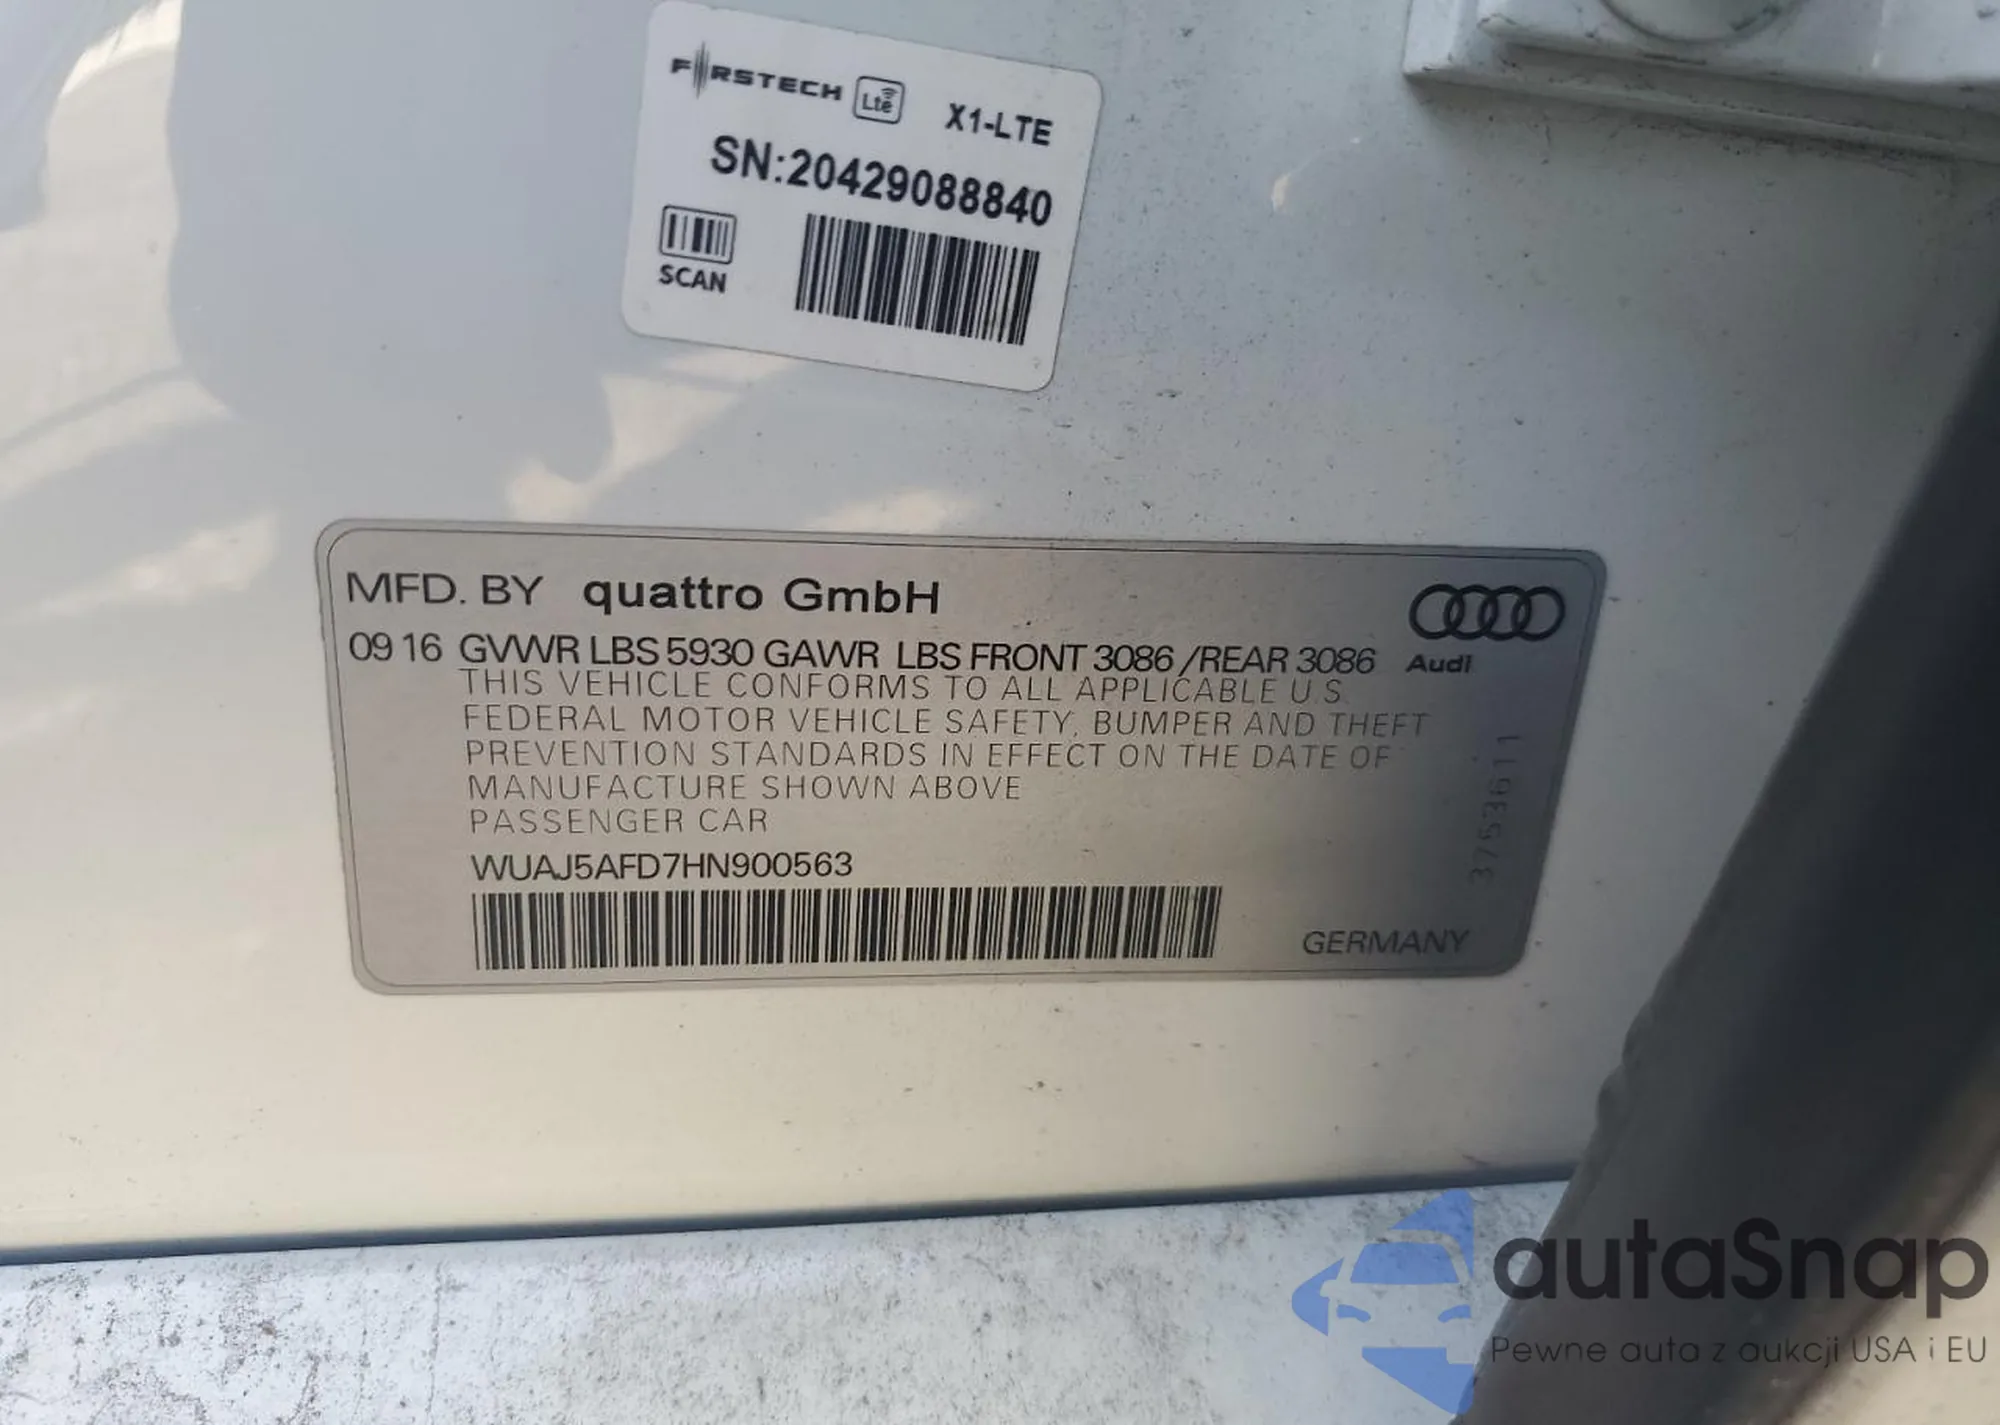 FIRSTECH Lte X1-LTE
SN:20429088840
SCAN
MFD. BY quattro GmbH
09 16 GVWR LBS 5930 GAWR LBS FRONT 3086 /REAR 3086 Audi
THIS VEHICLE CONFORMS TO ALL APPLICABLE U.S.
FEDERAL MOTOR VEHICLE SAFETY, BUMPER AND THEFT
PREVENTION STANDARDS IN EFFECT ON THE DATE OF
MANUFACTURE SHOWN ABOVE
PASSENGER CAR
WUAJ5AFD7HN900563
GERMANY
3753611
autaSnap
Pewne auta z aukcji USA i EU